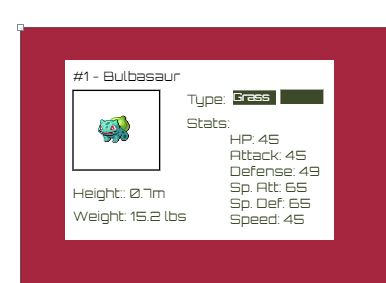 #1 - Bulbasaur
Type: Grass
Stats:
HP: 45
Attack: 45
Defense: 49
Sp. Att: 65
Sp. Def: 65
Speed: 45
Height:: 0.7m
Weight: 15.2 lbs